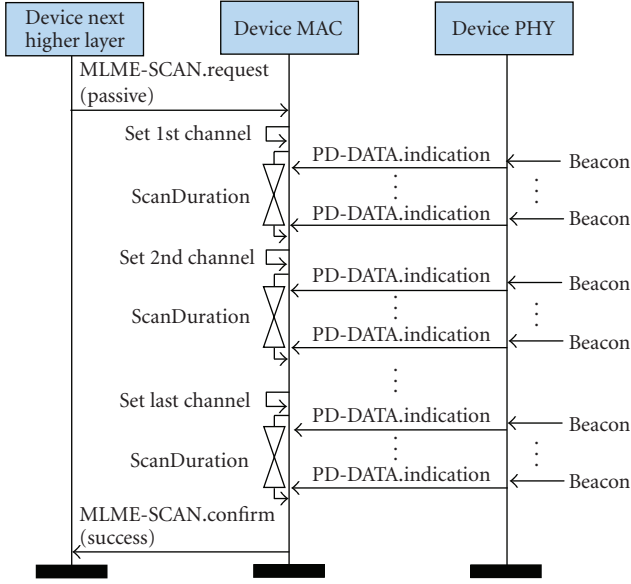 Device next
higher layer
Device MAC
Device PHY
MLME-SCAN.request
(passive)
Set 1st channel
PD-DATA.indication
Beacon
ScanDuration
PD-DATA.indication
Beacon
Set 2nd channel
PD-DATA.indication
Beacon
ScanDuration
PD-DATA.indication
Beacon
Set last channel
PD-DATA.indication
Beacon
ScanDuration
PD-DATA.indication
Beacon
MLME-SCAN.confirm
(success)